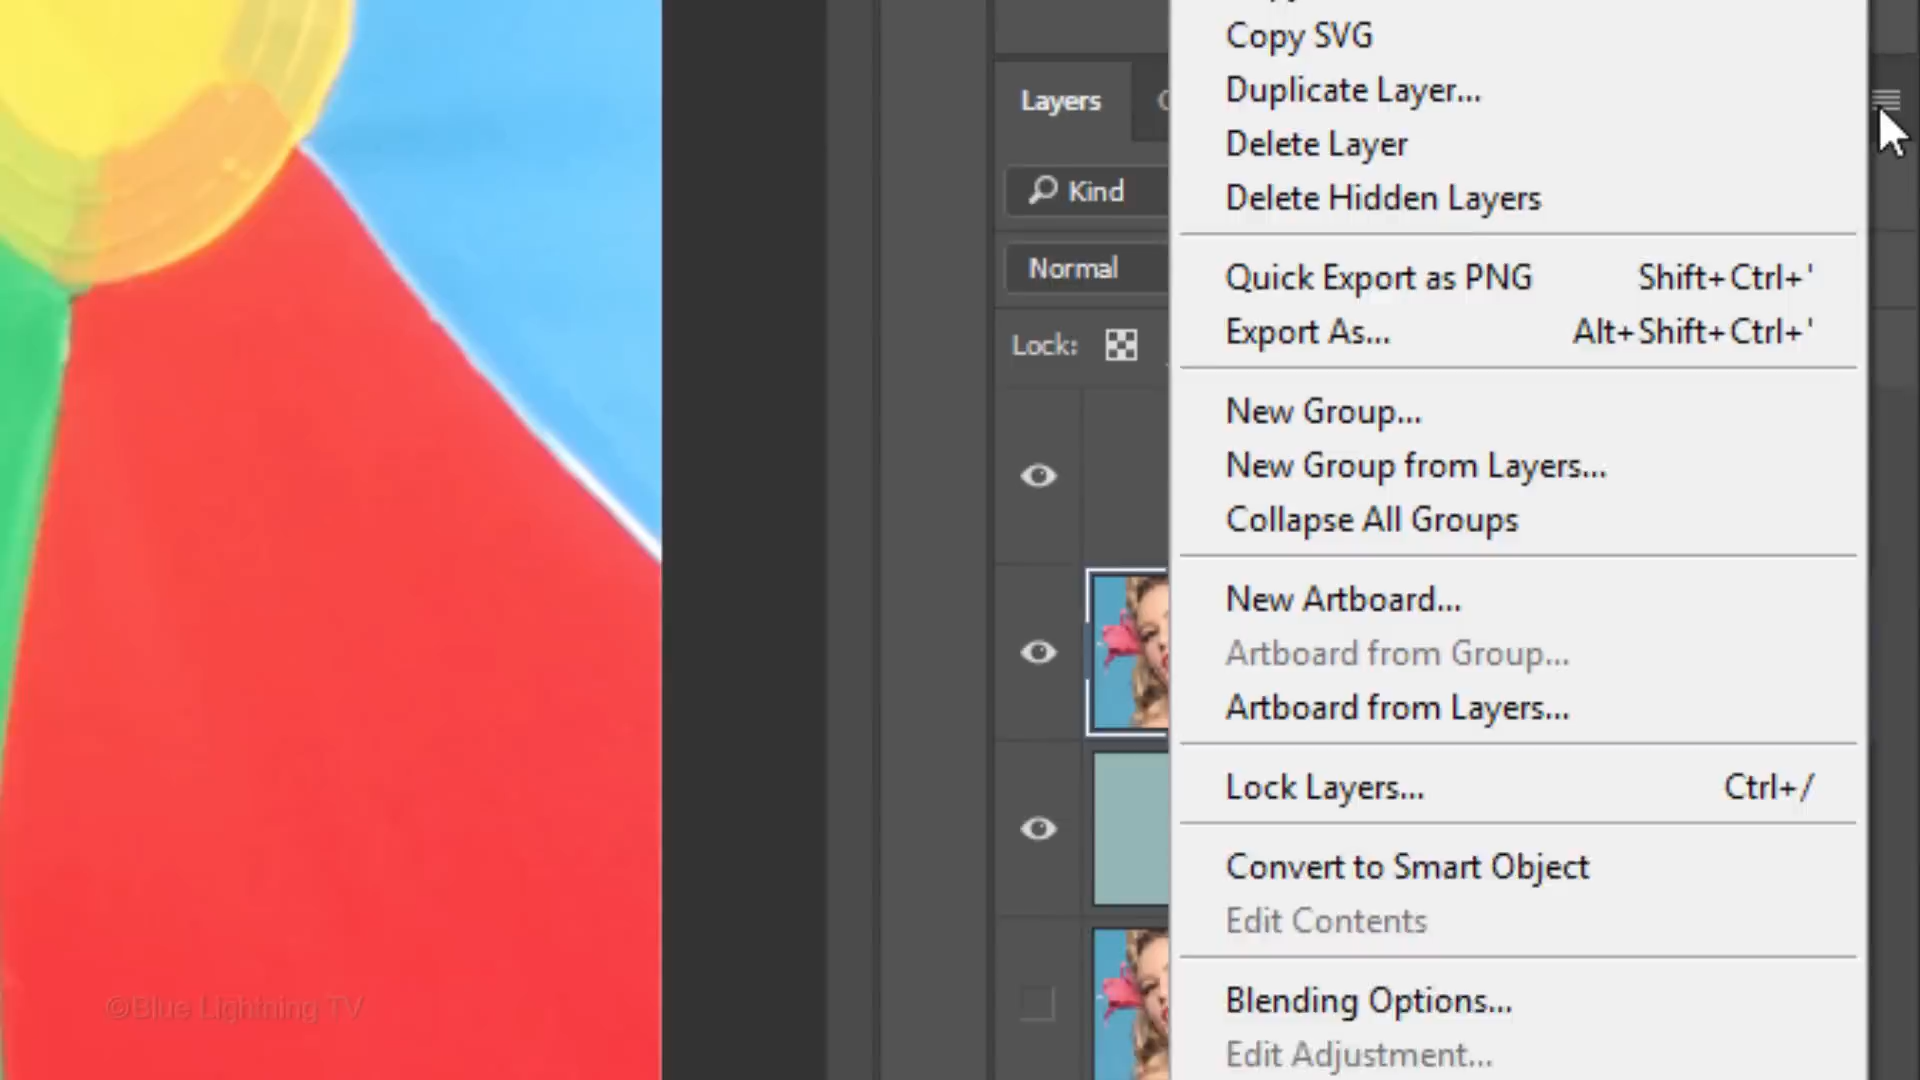 Copy SVG
Duplicate Layer...
Delete Layer
Delete Hidden Layers
Quick Export as PNG Shift+Ctrl+'
Export As... Alt+Shift+Ctrl+'
New Group...
New Group from Layers...
Collapse All Groups
New Artboard...
Artboard from Group...
Artboard from Layers...
Lock Layers... Ctrl+/
Convert to Smart Object
Edit Contents
Blending Options...
Edit Adjustment...
Layers
Kind
Normal
Lock:
©Blue Lightning TV